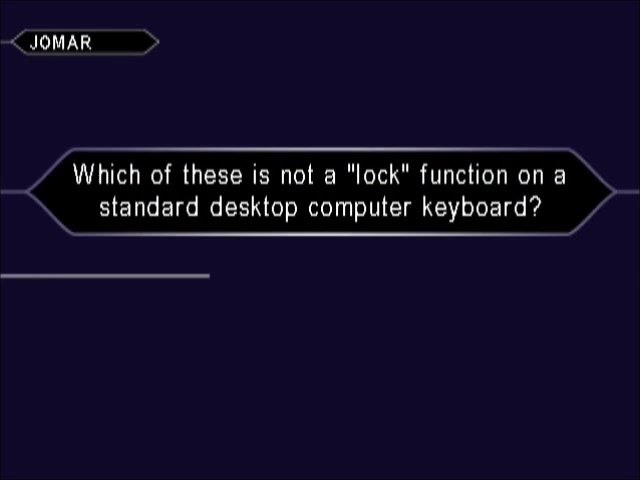 JOMAR
Which of these is not a "lock" function on a
standard desktop computer keyboard?